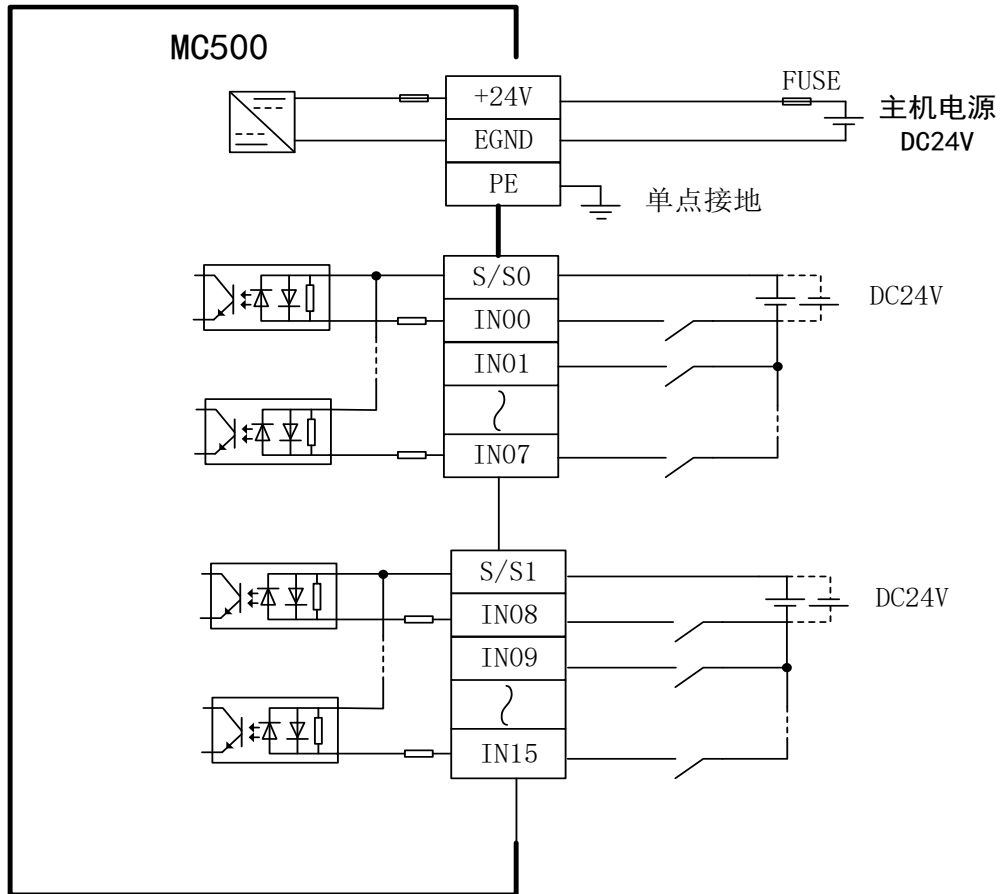 MC500
+24V
FUSE
主机电源
DC24V
EGND
PE
单点接地
S/S0
DC24V
IN00
IN01
IN07
S/S1
DC24V
IN08
IN09
IN15